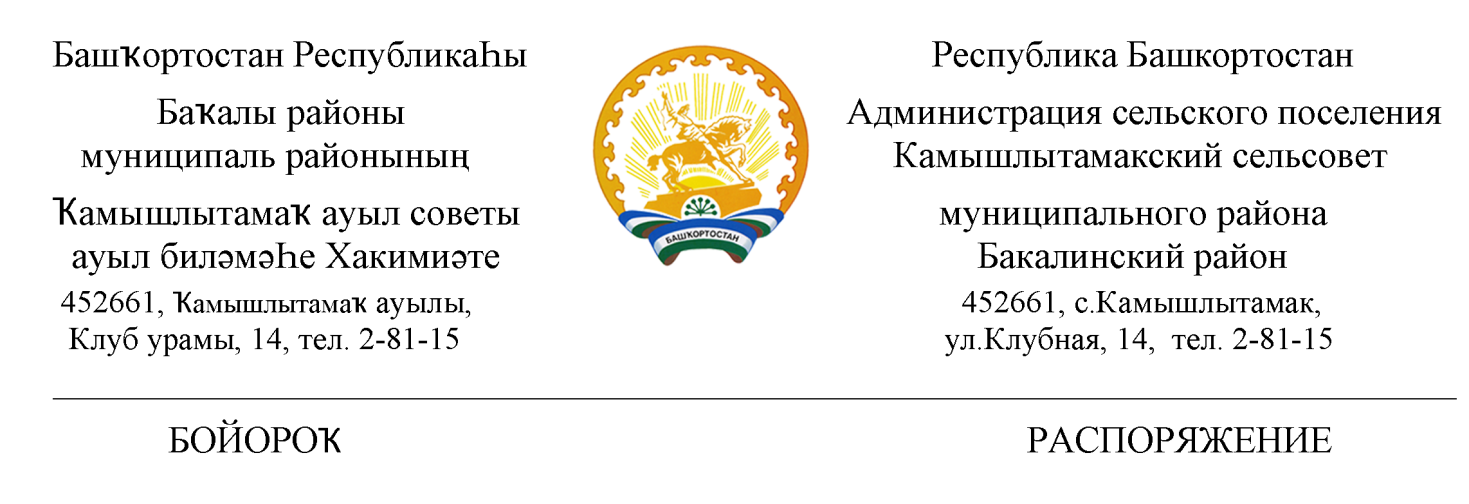 Башҡортостан Республикаһы
Баҡалы районы
муниципаль районының
Ҡамышлытамаҡ ауыл советы
ауыл биләмәһе Хакимиәте
452661, Ҡамышлытамаҡ ауылы,
Клуб урамы, 14, тел. 2-81-15
БОЙОРОҠ
БАШҠОРТОСТАН
Республика Башкортостан
Администрация сельского поселения
Камышлытамакский сельсовет
муниципального района
Бакалинский район
452661, с.Камышлытамак,
ул.Клубная, 14, тел. 2-81-15
РАСПОРЯЖЕНИЕ